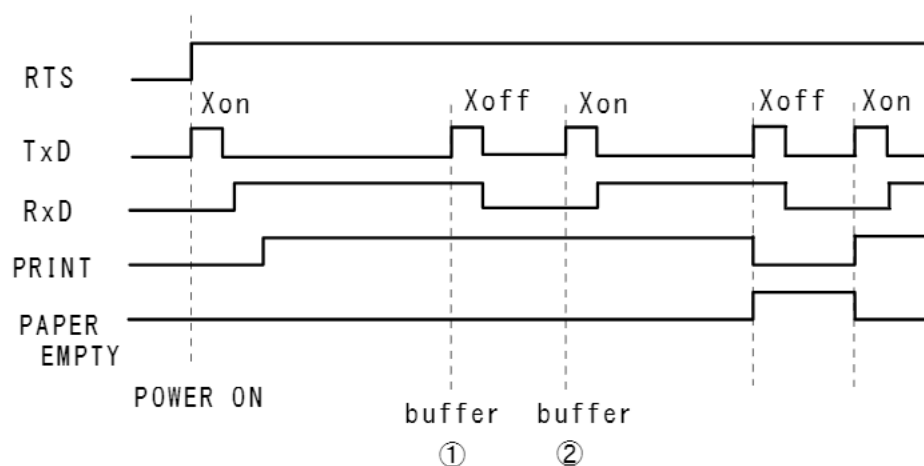 RTS
Xon
Xoff
Xon
Xoff
Xon
TxD
RxD
PRINT
PAPER
EMPTY
POWER ON
buffer
①
buffer
②